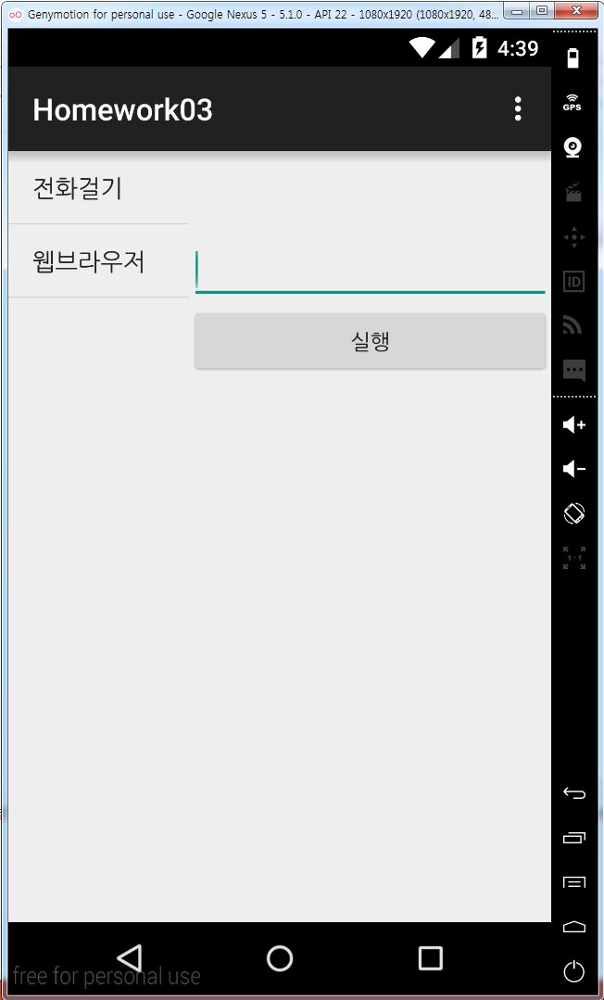 Genymotion for personal use - Google Nexus 5 - 5.1.0 - API 22 - 1080x1920 (1080x1920, 48...
4:39
Homework03
GPS
전화걸기
웹브라우저
ID
실행
1:1
free for personal use